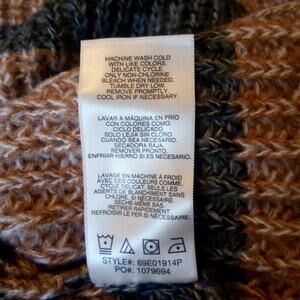 MACHINE WASH COLD
WITH LIKE COLORS.
DELICATE CYCLE.
ONLY NON-CHLORINE
BLEACH WHEN NEEDED.
TUMBLE DRY LOW.
REMOVE PROMPTLY.
COOL IRON IF NECESSARY.
LAVAR A MÁQUINA EN FRÍO
CON COLORES COMO.
CICLO DELICADO.
SOLO LEJIA SIN CLORO
CUANDO SEA NECESARIO.
SECADORA BAJA.
REMOVER PRONTO.
ENFRIAR HIERRO SI ES NECESARIO.
LAVAGE EN MACHINE À FROID
AVEC DES COULEURS COMME
CYCLE DELICAT. SEULS LES
AGENTS DE BLANCHIMENT SANS
CHLORE, SI NÉCESSAIRE
SÈCHE-MÊME BAS.
RETIRER RAPIDEMENT
REFROIDIR LE FER SI NÉCESSAIRE
STYLE#: 89E01914P
PO#: 1079694